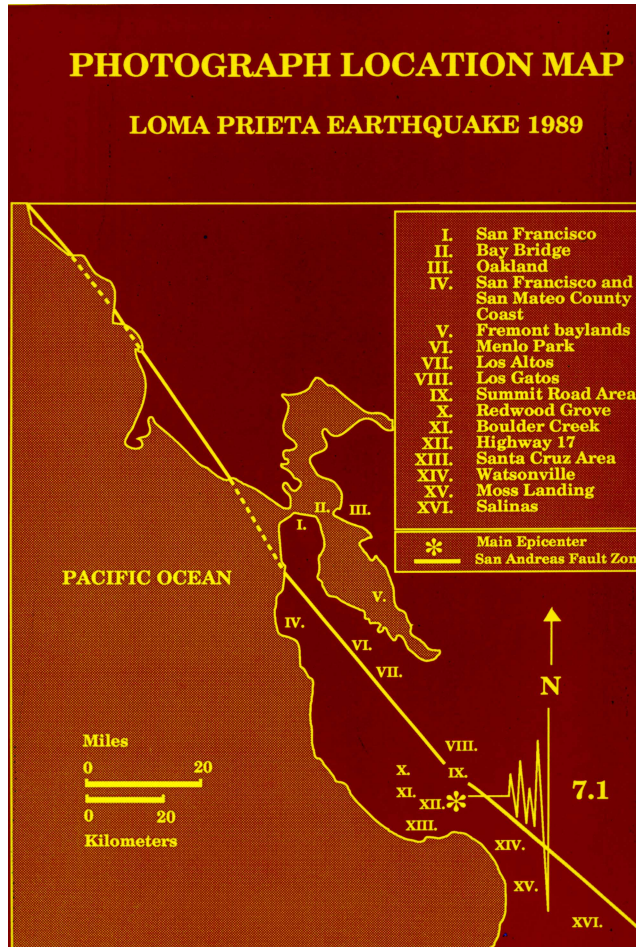 PHOTOGRAPH LOCATION MAP
LOMA PRIETA EARTHQUAKE 1989
I. San Francisco
II. Bay Bridge
III. Oakland
IV. San Francisco and
San Mateo County
Coast
V. Fremont baylands
VI. Menlo Park
VII. Los Altos
VIII. Los Gatos
IX. Summit Road Area
X. Redwood Grove
XI. Boulder Creek
XII. Highway 17
XIII. Santa Cruz Area
XIV. Watsonville
XV. Moss Landing
XVI. Salinas
Main Epicenter
San Andreas Fault Zon
II.
III.
I.
PACIFIC OCEAN
V.
IV.
VI.
VII.
N
VIII.
Miles
0 20
0 20
Kilometers
X.
IX.
XI.
XII.
7.1
XIII.
XIV.
XV.
XVI.